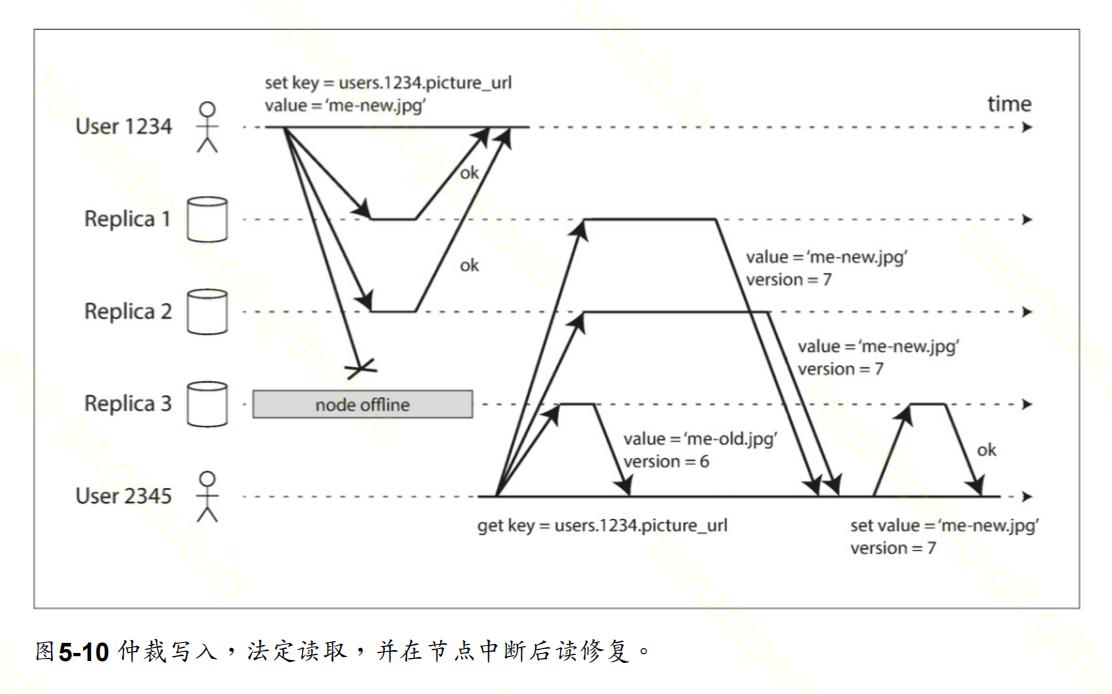 set key = users.1234.picture_url
value = ‘me-new.jpg’
time
User 1234
ok
Replica 1
value = ‘me-new.jpg’
version = 7
ok
Replica 2
value = ‘me-new.jpg’
version = 7
Replica 3
node offline
value = ‘me-old.jpg’
version = 6
ok
User 2345
get key = users.1234.picture_url
set value = ‘me-new.jpg’
version = 7
图5-10 仲裁写入，法定读取，并在节点中断后读修复。